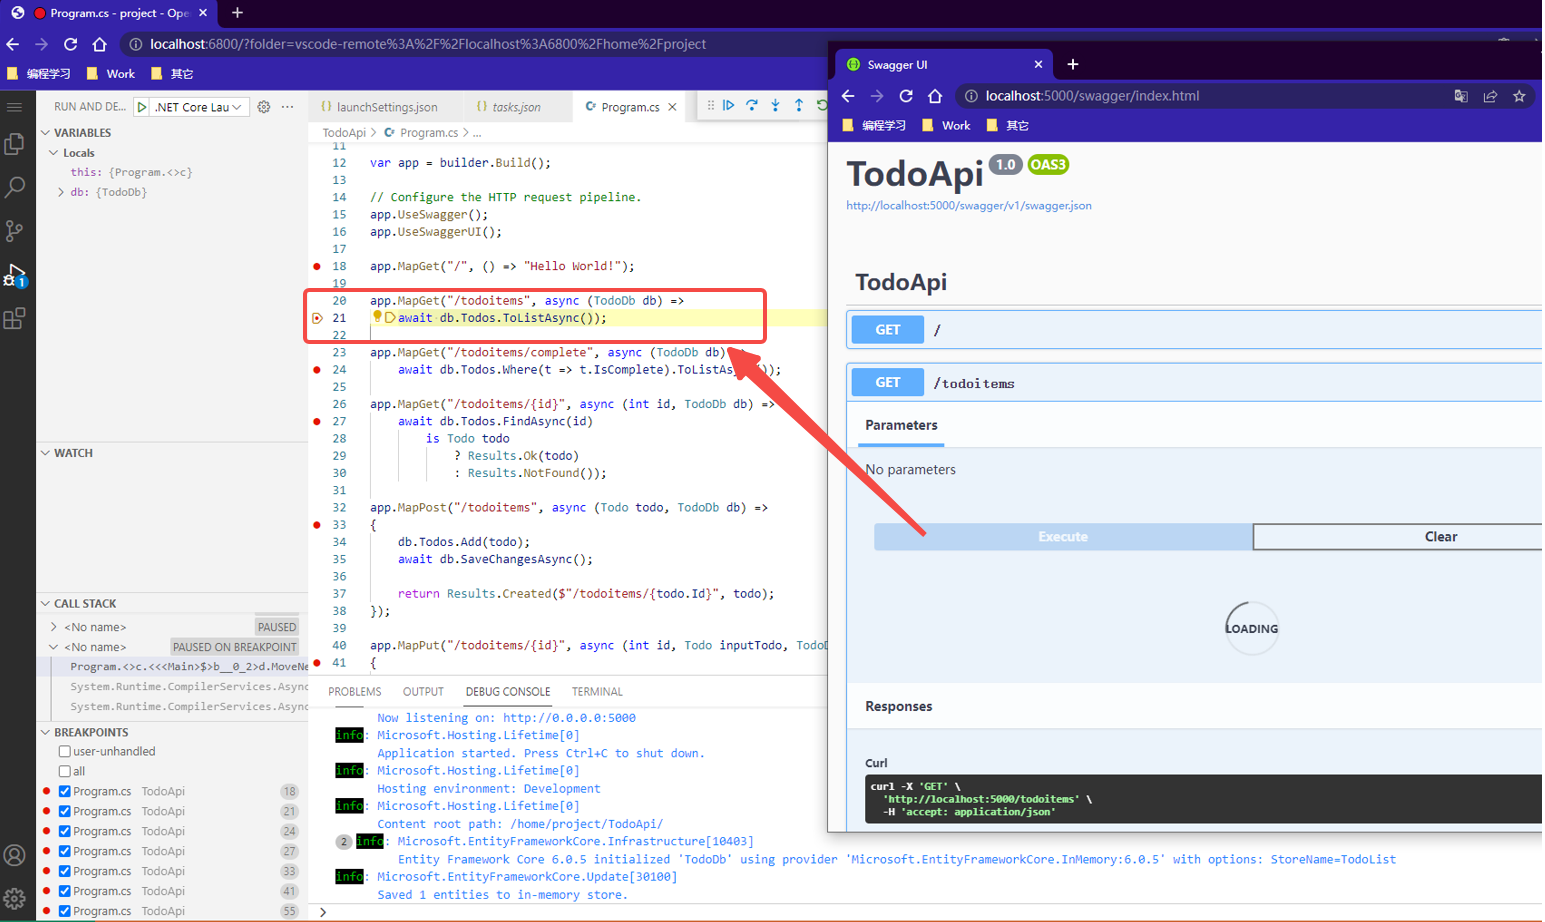 Program.cs - project - Ope
localhost:6800/?folder=vscode-remote%3A%2F%2Flocalhost%3A6800%2Fhome%2Fproject
编程学习 Work 其它
RUN AND DE... .NET Core Lau
VARIABLES
Locals
this: {Program.<>c}
db: {TodoDb}
WATCH
CALL STACK
<No name> PAUSED
<No name> PAUSED ON BREAKPOINT
Program.<>c.<<<Main>$>b__0_2>d.MoveNe
System.Runtime.CompilerServices.Async
System.Runtime.CompilerServices.Async
BREAKPOINTS
user-unhandled
all
Program.cs TodoApi 18
Program.cs TodoApi 21
Program.cs TodoApi 24
Program.cs TodoApi 27
Program.cs TodoApi 33
Program.cs TodoApi 41
Program.cs TodoApi 55
1
launchSettings.json tasks.json Program.cs
TodoApi > Program.cs > ...
11
12 var app = builder.Build();
13
14 // Configure the HTTP request pipeline.
15 app.UseSwagger();
16 app.UseSwaggerUI();
17
18 app.MapGet("/", () => "Hello World!");
19
20 app.MapGet("/todoitems", async (TodoDb db) =>
21 await db.Todos.ToListAsync());
22
23 app.MapGet("/todoitems/complete", async (TodoDb db)
24 await db.Todos.Where(t => t.IsComplete).ToListAsy ));
25
26 app.MapGet("/todoitems/{id}", async (int id, TodoDb db) =>
27 await db.Todos.FindAsync(id)
28 is Todo todo
29 ? Results.Ok(todo)
30 : Results.NotFound());
31
32 app.MapPost("/todoitems", async (Todo todo, TodoDb db) =>
33 {
34 db.Todos.Add(todo);
35 await db.SaveChangesAsync();
36
37 return Results.Created($"/todoitems/{todo.Id}", todo);
38 });
39
40 app.MapPut("/todoitems/{id}", async (int id, Todo inputTodo, TodoD
41 {
PROBLEMS OUTPUT DEBUG CONSOLE TERMINAL
Now listening on: http://0.0.0.0:5000
info: Microsoft.Hosting.Lifetime[0]
Application started. Press Ctrl+C to shut down.
info: Microsoft.Hosting.Lifetime[0]
Hosting environment: Development
info: Microsoft.Hosting.Lifetime[0]
Content root path: /home/project/TodoApi/
2 info: Microsoft.EntityFrameworkCore.Infrastructure[10403]
Entity Framework Core 6.0.5 initialized 'TodoDb' using provider 'Microsoft.EntityFrameworkCore.InMemory:6.0.5' with options: StoreName=TodoList
info: Microsoft.EntityFrameworkCore.Update[30100]
Saved 1 entities to in-memory store.
>
Swagger UI
localhost:5000/swagger/index.html
编程学习 Work 其它
TodoApi 1.0 OAS3
http://localhost:5000/swagger/v1/swagger.json
TodoApi
GET /
GET /todoitems
Parameters
No parameters
Execute Clear
LOADING
Responses
Curl
curl -X 'GET' \
'http://localhost:5000/todoitems' \
-H 'accept: application/json'